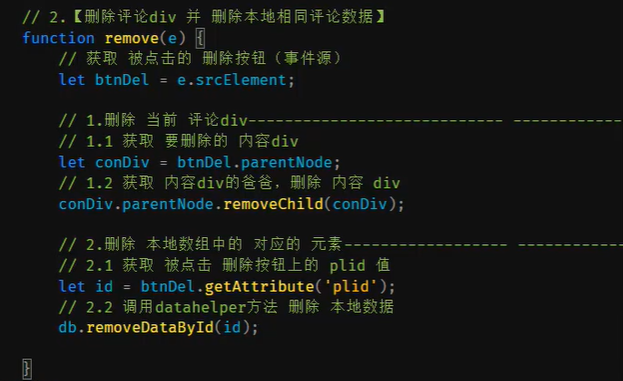 // 2.【删除评论div 并 删除本地相同评论数据】
function remove(e) {
// 获取 被点击的 删除按钮（事件源）
let btnDel = e.srcElement;
// 1.删除 当前 评论div---------------------------- ------------
// 1.1 获取 要删除的 内容div
let conDiv = btnDel.parentNode;
// 1.2 获取 内容div的爸爸，删除 内容 div
conDiv.parentNode.removeChild(conDiv);
// 2.删除 本地数组中的 对应的 元素------------------ ------------
// 2.1 获取 被点击 删除按钮上的 plid 值
let id = btnDel.getAttribute('plid');
// 2.2 调用datahelper方法 删除 本地数据
db.removeDataById(id);
}